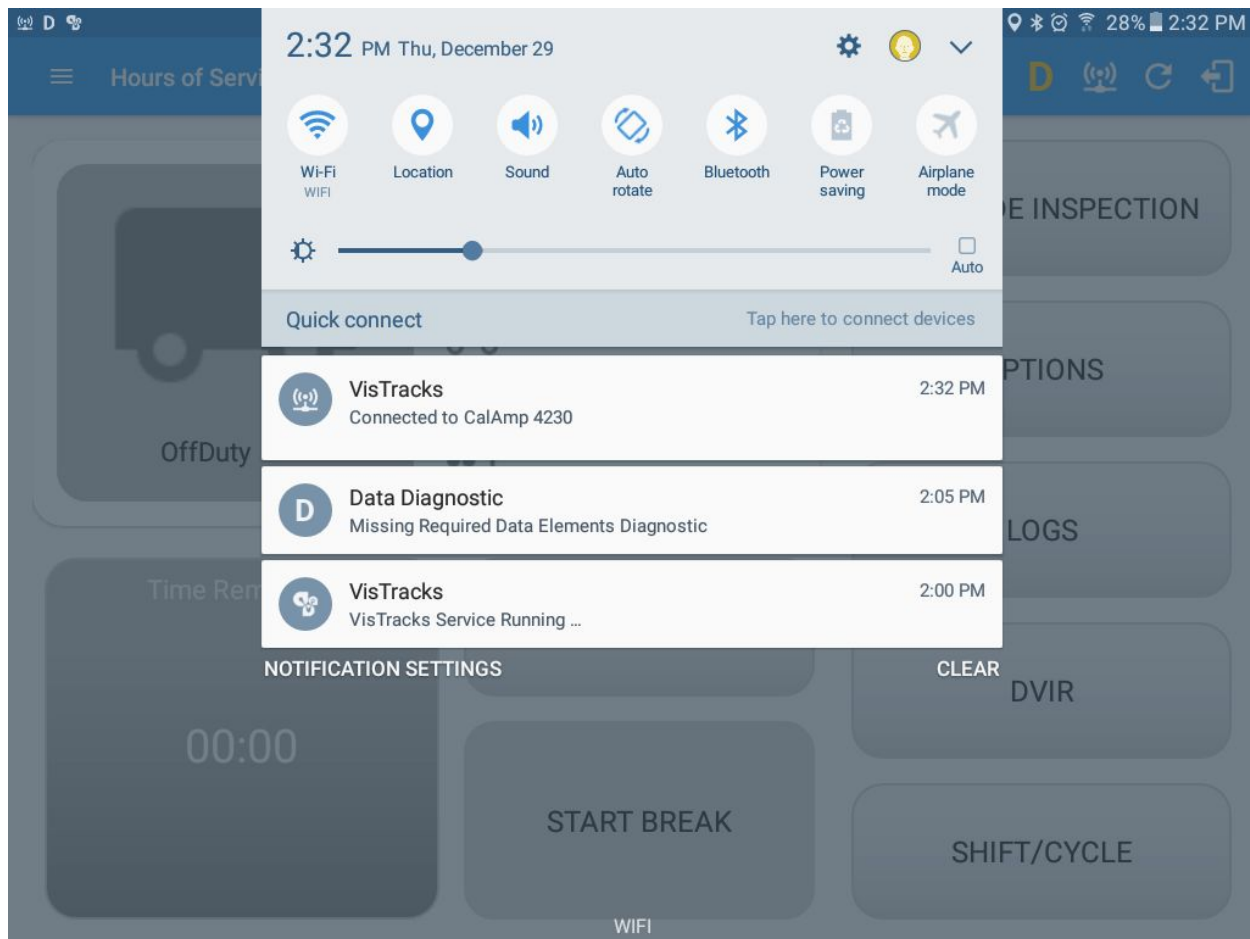 D
28% 2:32 PM
2:32 PM Thu, December 29
Hours of Servi
D
Wi-Fi
WIFI
Location
Sound
Auto
rotate
Bluetooth
Power
saving
Airplane
mode
Auto
Quick connect
Tap here to connect devices
VisTracks
2:32 PM
Connected to CalAmp 4230
D
Data Diagnostic
2:05 PM
Missing Required Data Elements Diagnostic
VisTracks
2:00 PM
VisTracks Service Running ...
NOTIFICATION SETTINGS
CLEAR
OffDuty
Time Rem
00:00
START BREAK
E INSPECTION
PTIONS
LOGS
DVIR
SHIFT/CYCLE
WIFI